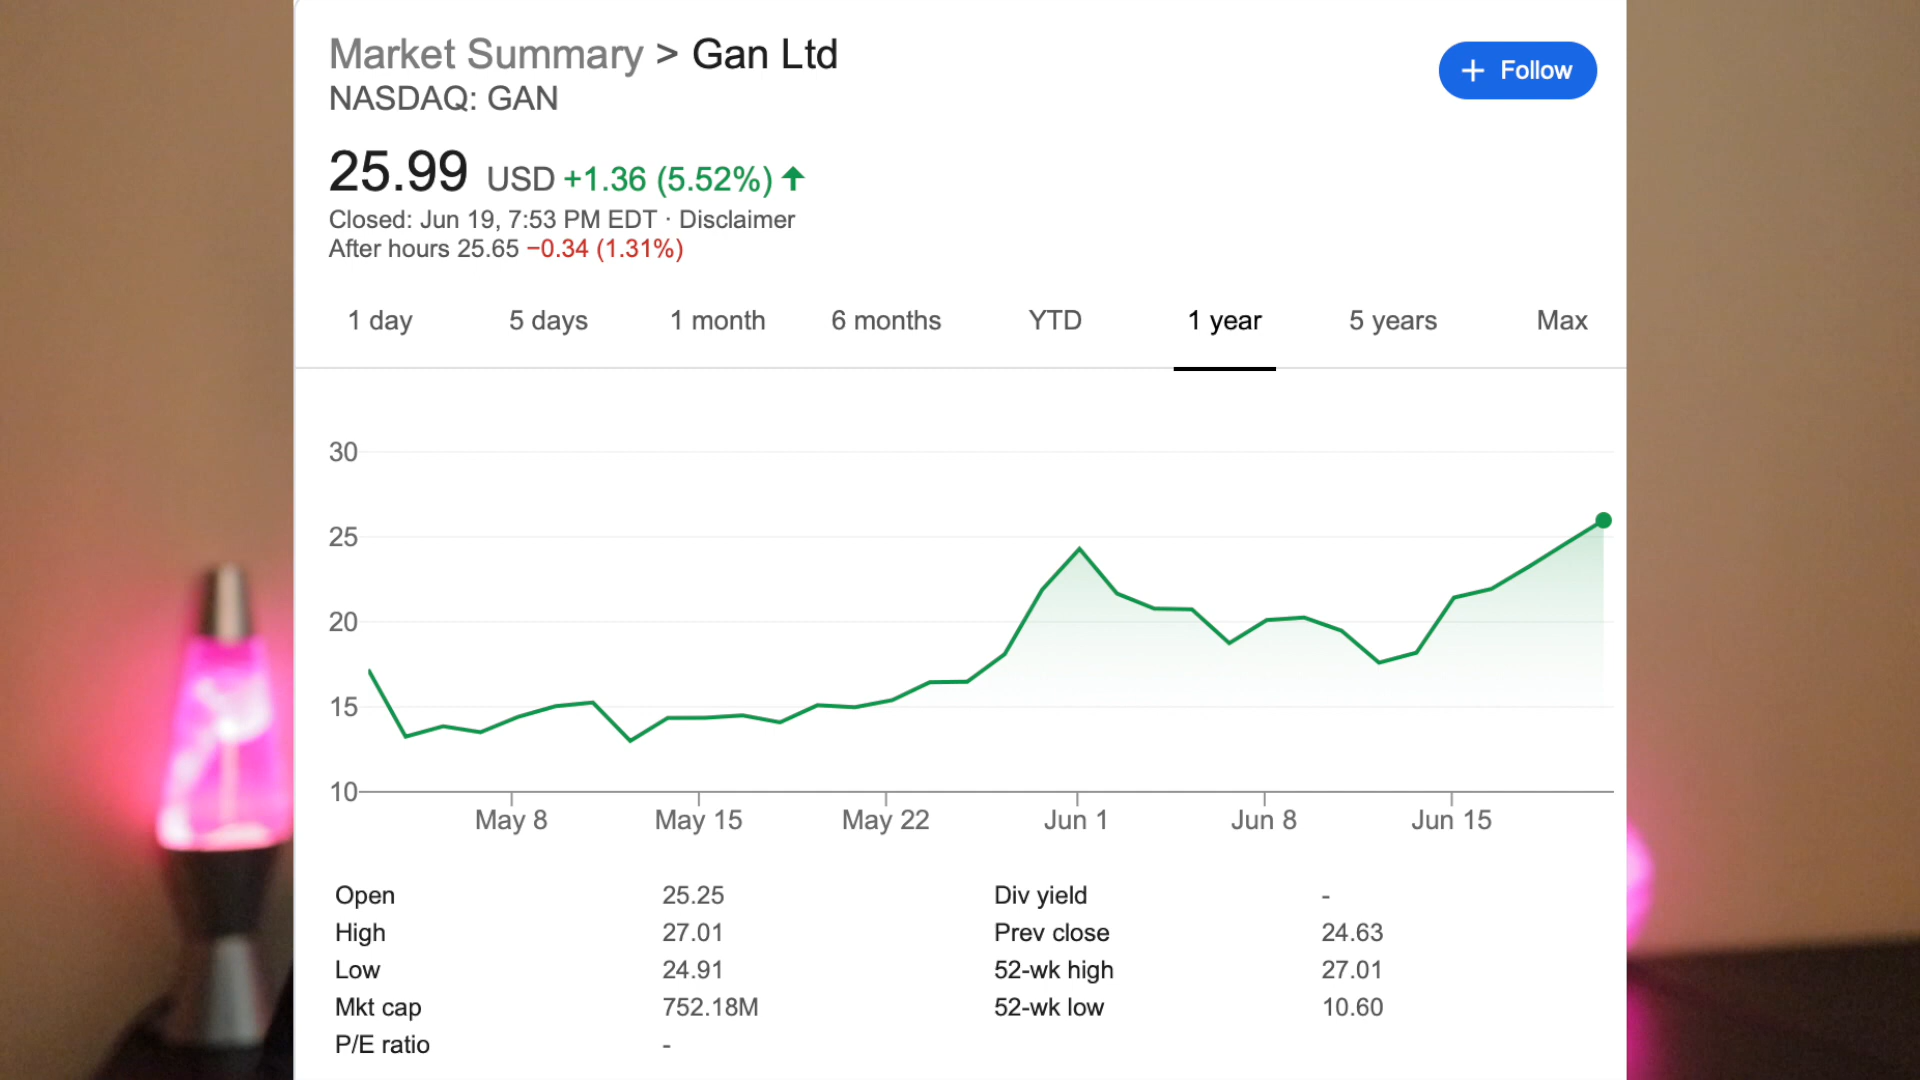 Market Summary > Gan Ltd
NASDAQ: GAN
+ Follow
25.99 USD +1.36 (5.52%) ↑
Closed: Jun 19, 7:53 PM EDT · Disclaimer
After hours 25.65 −0.34 (1.31%)
1 day 5 days 1 month 6 months YTD 1 year 5 years Max
30
25
20
15
10
May 8 May 15 May 22 Jun 1 Jun 8 Jun 15
Open 25.25 Div yield -
High 27.01 Prev close 24.63
Low 24.91 52-wk high 27.01
Mkt cap 752.18M 52-wk low 10.60
P/E ratio -